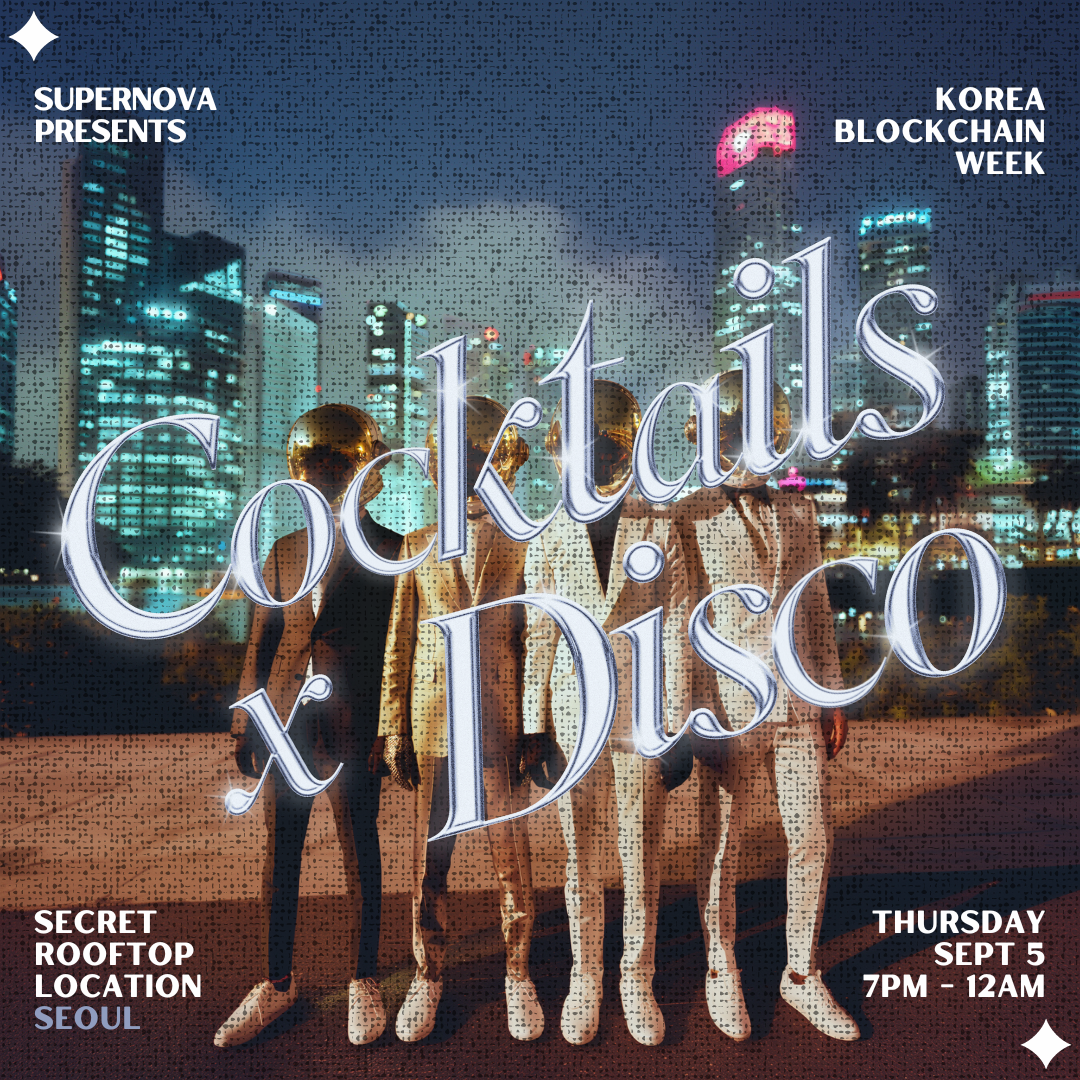 SUPERNOVA
PRESENTS
KOREA
BLOCKCHAIN
WEEK
Cocktails
x Disco
SECRET
ROOFTOP
LOCATION
SEOUL
THURSDAY
SEPT 5
7PM - 12AM